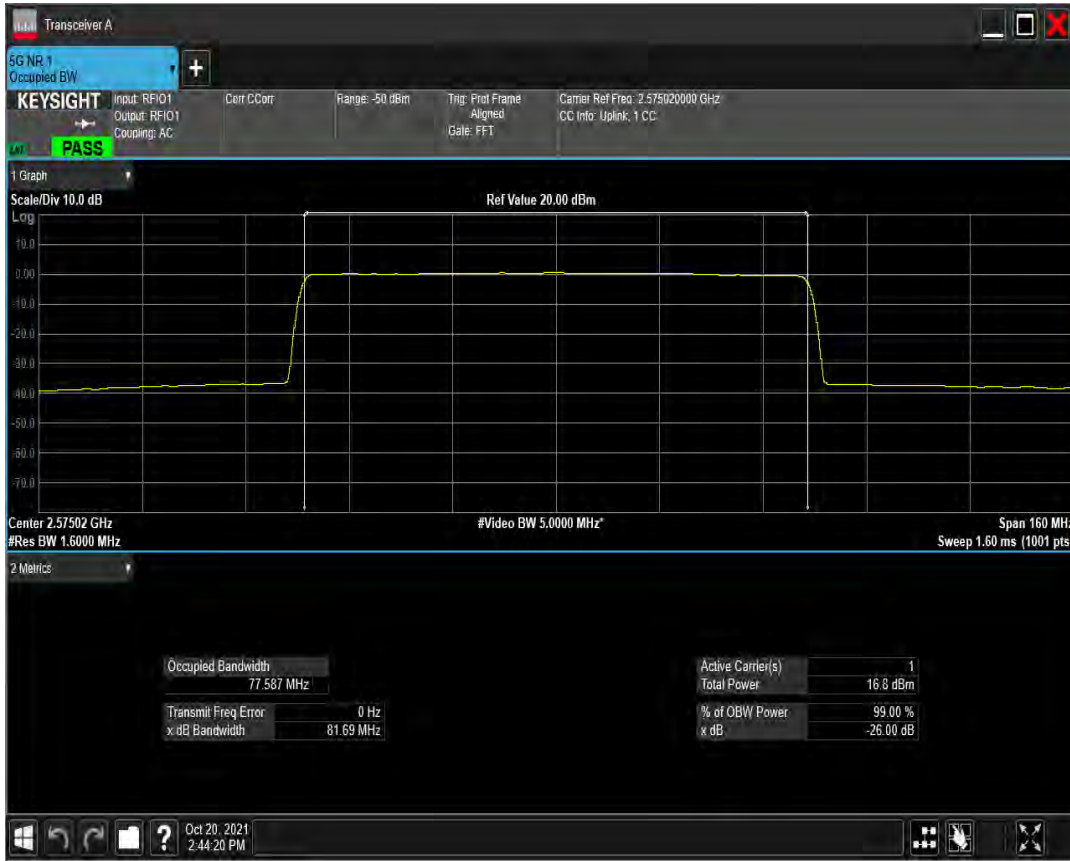 Transceiver A
5G NR 1
Occupied BW
+
KEYSIGHT
Input: RFIO1
Output: RFIO1
Coupling: AC
Corr CCorr
Range: -50 dBm
Trig: Prot Frame
Aligned
Gate: FFT
Carrier Ref Freq: 2.575020000 GHz
CC Info: Uplink, 1 CC
PASS
1 Graph
Scale/Div 10.0 dB
Ref Value 20.00 dBm
Log
10.0
0.00
-10.0
-20.0
-30.0
-40.0
-50.0
-60.0
-70.0
Center 2.57502 GHz
#Video BW 5.0000 MHz*
Span 160 MHz
#Res BW 1.6000 MHz
Sweep 1.60 ms (1001 pts
2 Metrics
Occupied Bandwidth
77.587 MHz
Transmit Freq Error 0 Hz
x dB Bandwidth 81.69 MHz
Active Carrier(s) 1
Total Power 16.8 dBm
% of OBW Power 99.00 %
x dB -26.00 dB
?
Oct 20, 2021
2:44:20 PM